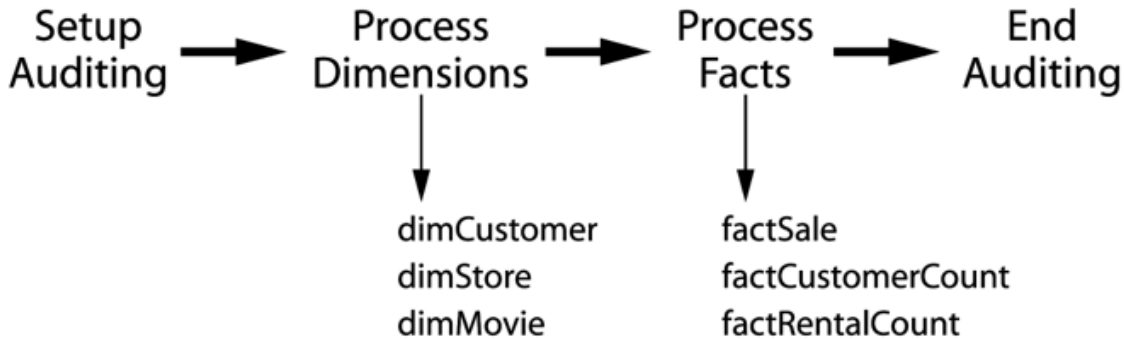 Setup
Auditing
Process
Dimensions
Process
Facts
End
Auditing
dimCustomer
dimStore
dimMovie
factSale
factCustomerCount
factRentalCount